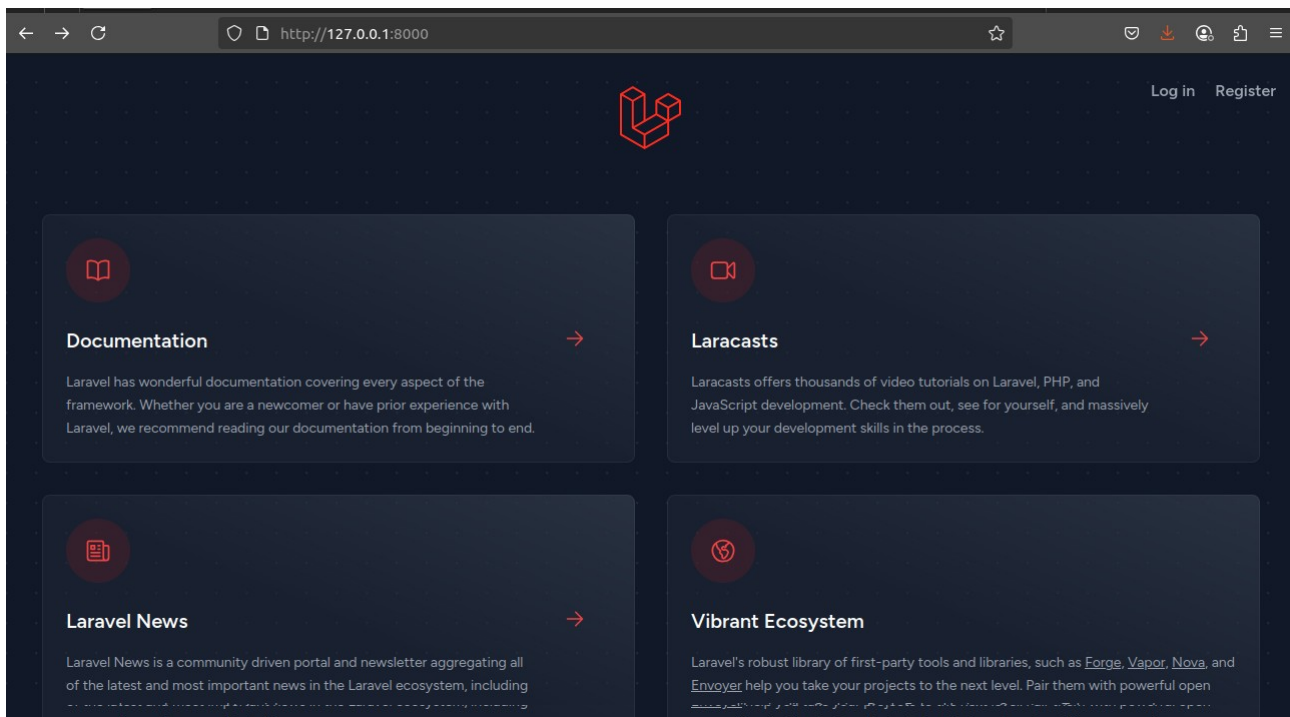 http://127.0.0.1:8000
Log in Register
Documentation
Laravel has wonderful documentation covering every aspect of the
framework. Whether you are a newcomer or have prior experience with
Laravel, we recommend reading our documentation from beginning to end.
Laracasts
Laracasts offers thousands of video tutorials on Laravel, PHP, and
JavaScript development. Check them out, see for yourself, and massively
level up your development skills in the process.
Laravel News
Laravel News is a community driven portal and newsletter aggregating all
of the latest and most important news in the Laravel ecosystem, including
Vibrant Ecosystem
Laravel's robust library of first-party tools and libraries, such as Forge, Vapor, Nova, and
Envoyer help you take your projects to the next level. Pair them with powerful open